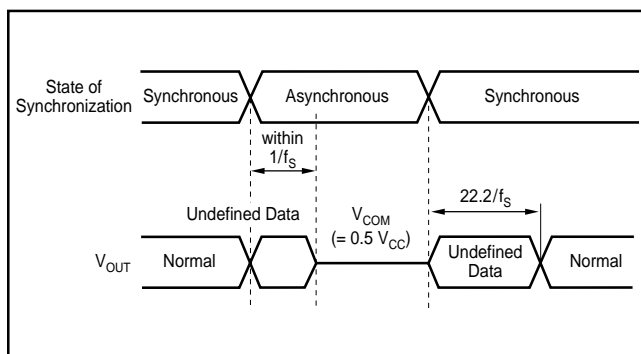 State of
Synchronization
Synchronous
Asynchronous
Synchronous
within
1/fS
22.2/fS
Undefined Data
VCOM
(= 0.5 VCC)
VOUT
Normal
Undefined
Data
Normal